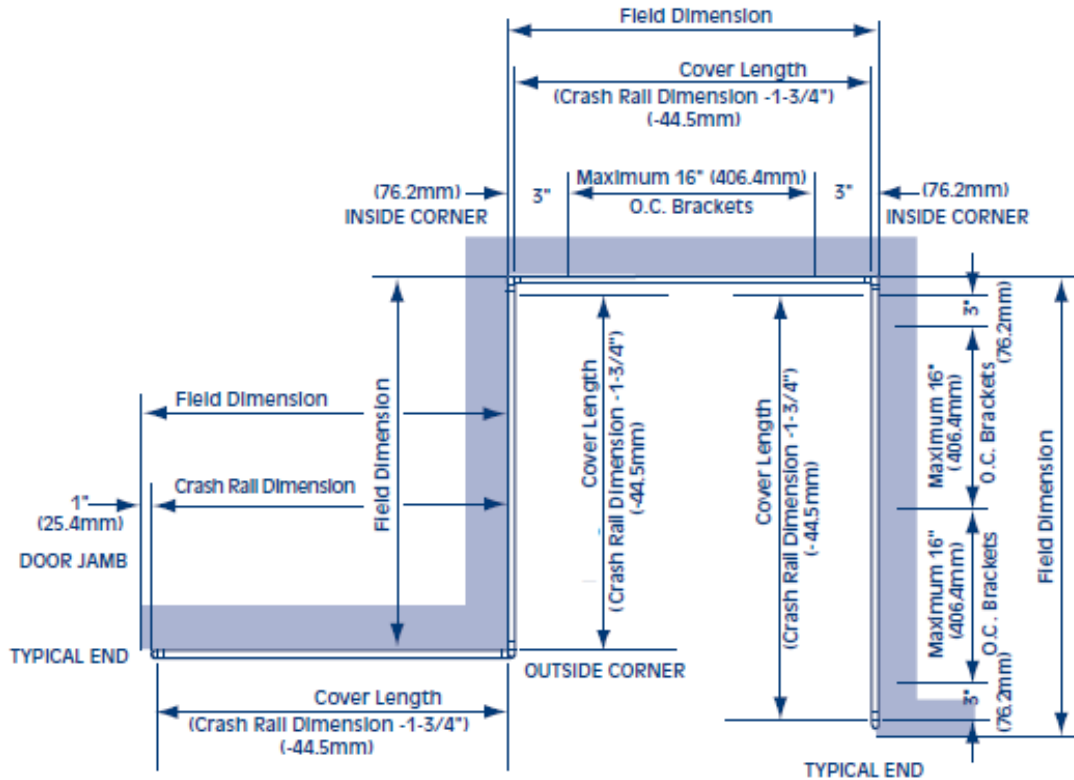 Field Dimension
Cover Length
(Crash Rail Dimension -1-3/4")
(-44.5mm)
(76.2mm)
INSIDE CORNER
3"
Maximum 16" (406.4mm)
O.C. Brackets
3"
(76.2mm)
INSIDE CORNER
3"
(76.2mm)
Maximum 16"
(406.4mm)
O.C. Brackets
Field Dimension
Cover Length
(Crash Rail Dimension -1-3/4")
(-44.5mm)
Cover Length
(Crash Rail Dimension -1-3/4")
(-44.5mm)
Field Dimension
Field Dimension
Crash Rail Dimension
1"
(25.4mm)
DOOR JAMB
Maximum 16"
(406.4mm)
O.C. Brackets
3"
(76.2mm)
TYPICAL END
OUTSIDE CORNER
Cover Length
(Crash Rail Dimension -1-3/4")
(-44.5mm)
TYPICAL END